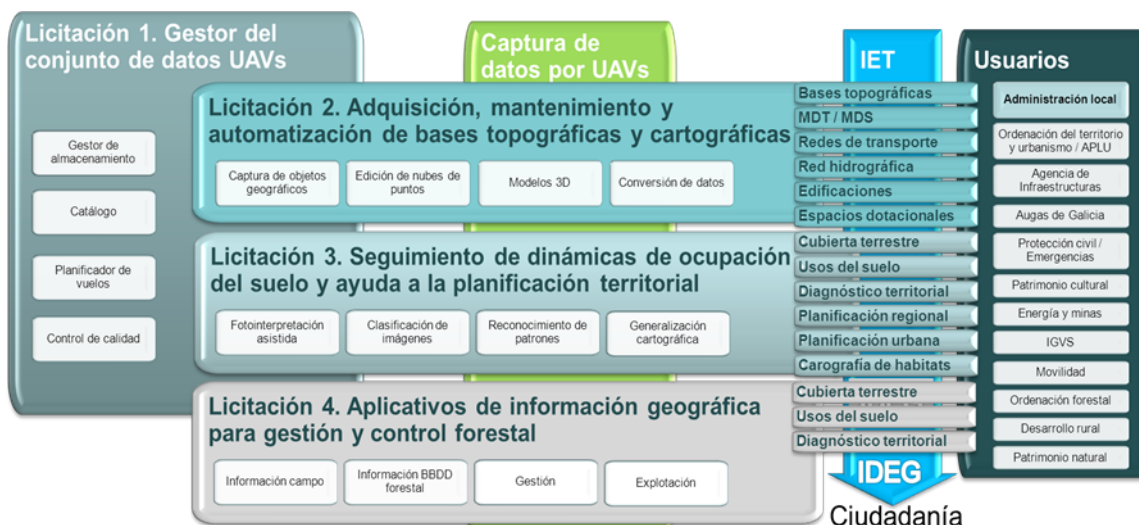 Licitación 1. Gestor del
conjunto de datos UAVs
Gestor de
almacenamiento
Catálogo
Planificador de
vuelos
Control de calidad
Captura de
datos por UAVs
Licitación 2. Adquisición, mantenimiento y
automatización de bases topográficas y cartográficas
Captura de objetos
geográficos
Edición de nubes de
puntos
Modelos 3D
Conversión de datos
Licitación 3. Seguimiento de dinámicas de ocupación
del suelo y ayuda a la planificación territorial
Fotointerpretación
asistida
Clasificación de
imágenes
Reconocimiento de
patrones
Generalización
cartográfica
Licitación 4. Aplicativos de información geográfica
para gestión y control forestal
Información campo
Información BBDD
forestal
Gestión
Explotación
IET
Bases topográficas
MDT / MDS
Redes de transporte
Red hidrográfica
Edificaciones
Espacios dotacionales
Cubierta terrestre
Usos del suelo
Diagnóstico territorial
Planificación regional
Planificación urbana
Carografía de habitats
Cubierta terrestre
Usos del suelo
Diagnóstico territorial
IDEG
Ciudadanía
Usuarios
Administración local
Ordenación del territorio
y urbanismo / APLU
Agencia de
Infraestructuras
Augas de Galicia
Protección civil /
Emergencias
Patrimonio cultural
Energía y minas
IGVS
Movilidad
Ordenación forestal
Desarrollo rural
Patrimonio natural